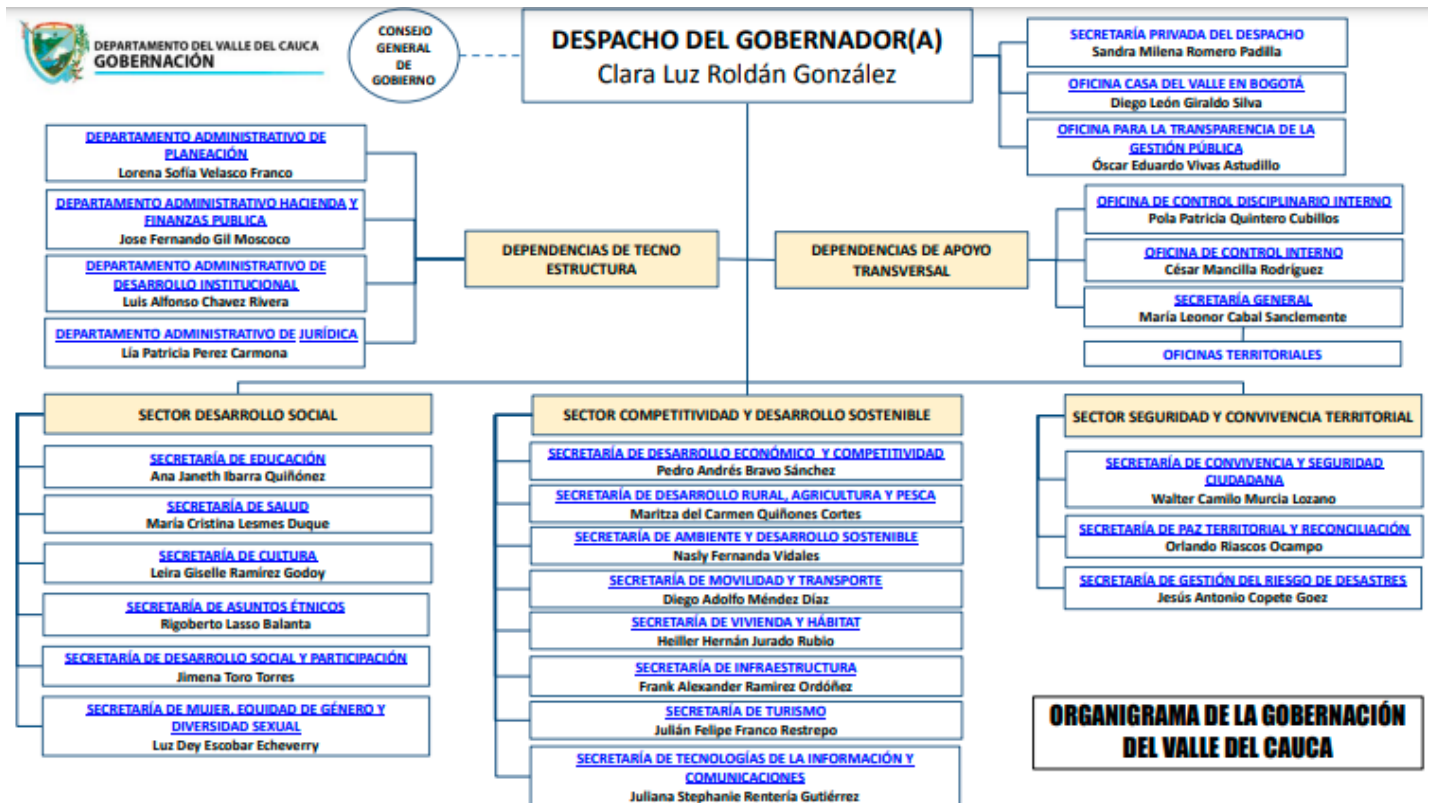 DEPARTAMENTO DEL VALLE DEL CAUCA
GOBERNACIÓN
CONSEJO
GENERAL
DE
GOBIERNO
DESPACHO DEL GOBERNADOR(A)
Clara Luz Roldán González
SECRETARÍA PRIVADA DEL DESPACHO
Sandra Milena Romero Padilla
OFICINA CASA DEL VALLE EN BOGOTÁ
Diego León Giraldo Silva
OFICINA PARA LA TRANSPARENCIA DE LA
GESTIÓN PÚBLICA
Óscar Eduardo Vivas Astudillo
DEPARTAMENTO ADMINISTRATIVO DE
PLANEACIÓN
Lorena Sofía Velasco Franco
DEPARTAMENTO ADMINISTRATIVO HACIENDA Y
FINANZAS PUBLICA
Jose Fernando Gil Moscoco
DEPARTAMENTO ADMINISTRATIVO DE
DESARROLLO INSTITUCIONAL
Luis Alfonso Chavez Rivera
DEPARTAMENTO ADMINISTRATIVO DE JURÍDICA
Lía Patricia Perez Carmona
DEPENDENCIAS DE TECNO
ESTRUCTURA
DEPENDENCIAS DE APOYO
TRANSVERSAL
OFICINA DE CONTROL DISCIPLINARIO INTERNO
Pola Patricia Quintero Cubillos
OFICINA DE CONTROL INTERNO
César Mancilla Rodríguez
SECRETARÍA GENERAL
María Leonor Cabal Sanclemente
OFICINAS TERRITORIALES
SECTOR DESARROLLO SOCIAL
SECRETARÍA DE EDUCACIÓN
Ana Janeth Ibarra Quiñónez
SECRETARÍA DE SALUD
María Cristina Lesmes Duque
SECRETARÍA DE CULTURA
Leira Giselle Ramírez Godoy
SECRETARÍA DE ASUNTOS ÉTNICOS
Rigoberto Lasso Balanta
SECRETARÍA DE DESARROLLO SOCIAL Y PARTICIPACIÓN
Jimena Toro Torres
SECRETARÍA DE MUJER, EQUIDAD DE GÉNERO Y
DIVERSIDAD SEXUAL
Luz Dey Escobar Echeverry
SECTOR COMPETITIVIDAD Y DESARROLLO SOSTENIBLE
SECRETARÍA DE DESARROLLO ECONÓMICO Y COMPETITIVIDAD
Pedro Andrés Bravo Sánchez
SECRETARÍA DE DESARROLLO RURAL, AGRICULTURA Y PESCA
Maritza del Carmen Quiñones Cortes
SECRETARÍA DE AMBIENTE Y DESARROLLO SOSTENIBLE
Nasly Fernanda Vidales
SECRETARÍA DE MOVILIDAD Y TRANSPORTE
Diego Adolfo Méndez Díaz
SECRETARÍA DE VIVIENDA Y HÁBITAT
Heiller Hernán Jurado Rubio
SECRETARÍA DE INFRAESTRUCTURA
Frank Alexander Ramirez Ordóñez
SECRETARÍA DE TURISMO
Julián Felipe Franco Restrepo
SECRETARÍA DE TECNOLOGÍAS DE LA INFORMACIÓN Y
COMUNICACIONES
Juliana Stephanie Rentería Gutiérrez
SECTOR SEGURIDAD Y CONVIVENCIA TERRITORIAL
SECRETARÍA DE CONVIVENCIA Y SEGURIDAD
CIUDADANA
Walter Camilo Murcia Lozano
SECRETARÍA DE PAZ TERRITORIAL Y RECONCILIACIÓN
Orlando Riascos Ocampo
SECRETARÍA DE GESTIÓN DEL RIESGO DE DESASTRES
Jesús Antonio Copete Goez
ORGANIGRAMA DE LA GOBERNACIÓN
DEL VALLE DEL CAUCA